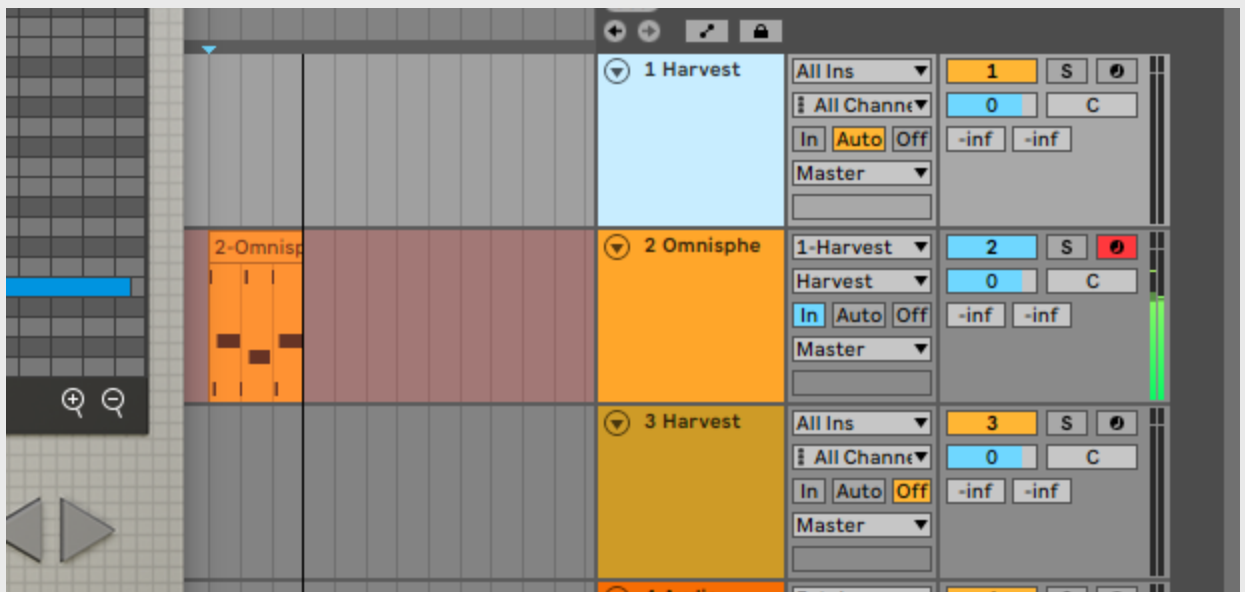 1 Harvest
All Ins
1
S
All Channe
0
C
In Auto Off
-inf -inf
Master
2-Omnisp
2 Omnisphe
1-Harvest
2
S
Harvest
0
C
In Auto Off
-inf -inf
Master
3 Harvest
All Ins
3
S
All Channe
0
C
In Auto Off
-inf -inf
Master